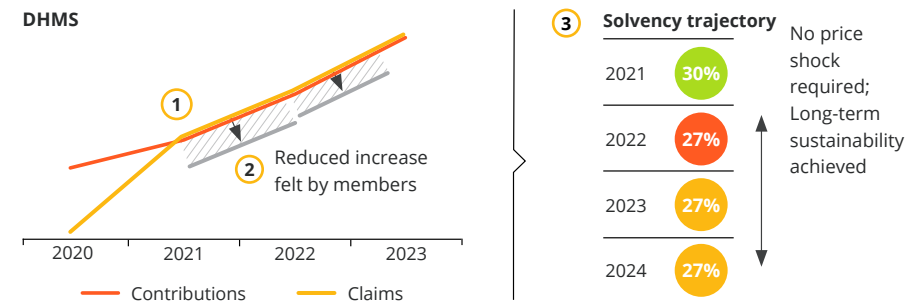 DHMS
1
2
Reduced increase
felt by members
2020
2021
2022
2023
Contributions
Claims
3
Solvency trajectory
2021
30%
2022
27%
2023
27%
2024
27%
No price
shock
required;
Long-term
sustainability
achieved